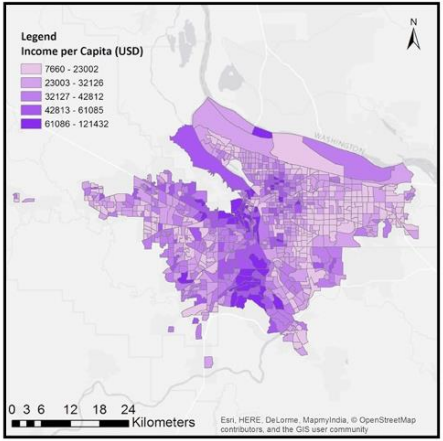 N
Legend
Income per Capita (USD)
7660 - 23002
23003 - 32126
32127 - 42812
42813 - 61085
61086 - 121432
WASHINGTON
0 3 6 12 18 24
Kilometers
Esri, HERE, DeLorme, MapmyIndia, © OpenStreetMap
contributors, and the GIS user community